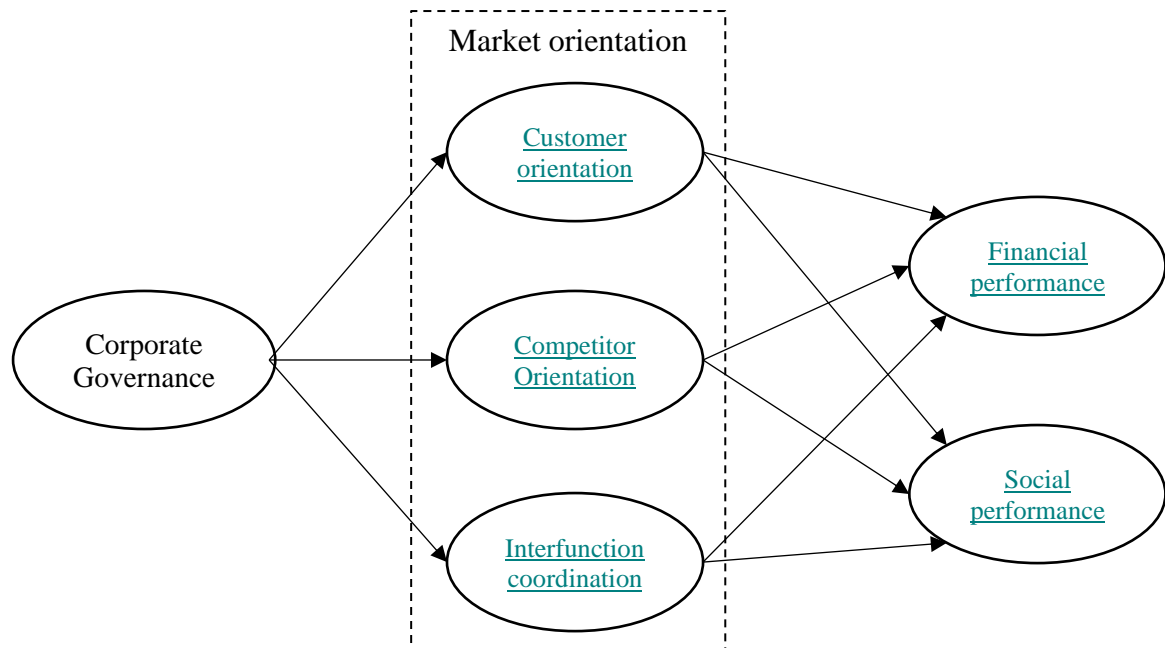 Market orientation
Customer
orientation
Financial
performance
Corporate
Governance
Competitor
Orientation
Social
performance
Interfunction
coordination